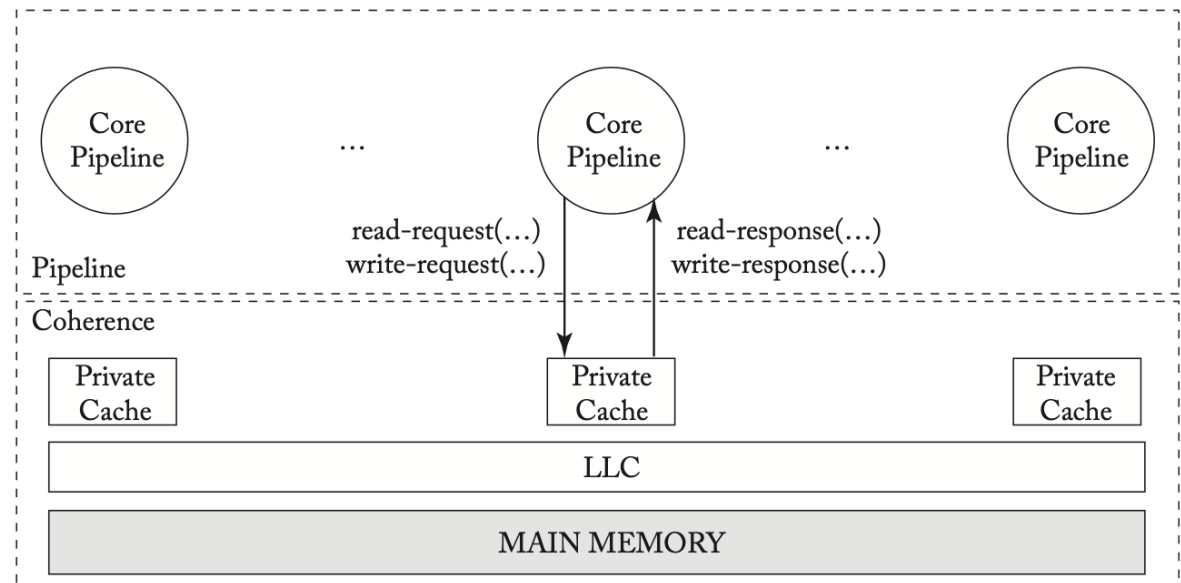 Core
Pipeline
...
Core
Pipeline
...
Core
Pipeline
read-request(…)
write-request(…)
read-response(…)
write-response(…)
Pipeline
Coherence
Private
Cache
Private
Cache
Private
Cache
LLC
MAIN MEMORY